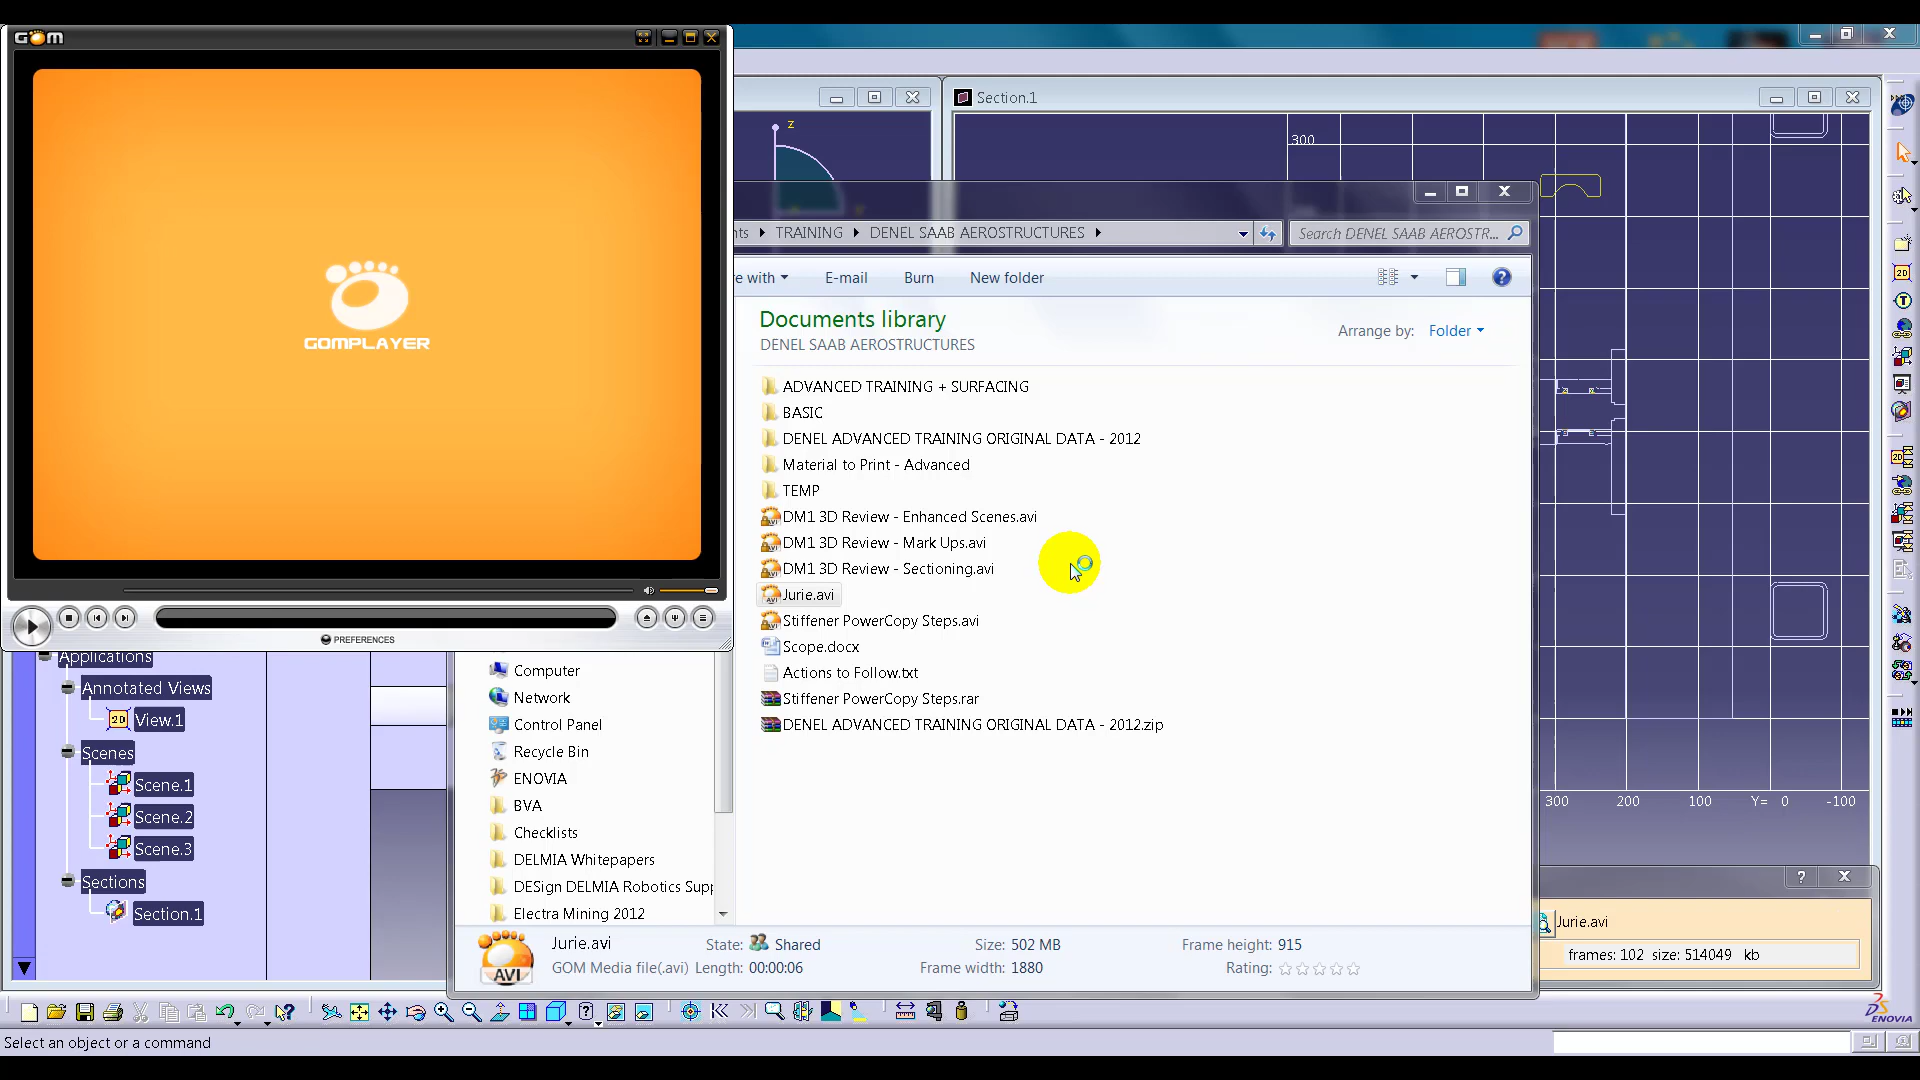 GOM
GOMPLAYER
PREFERENCES
z
Section.1
300
nts
TRAINING
DENEL SAAB AEROSTRUCTURES
Search DENEL SAAB AEROSTR...
e with
E-mail
Burn
New folder
Documents library
DENEL SAAB AEROSTRUCTURES
Arrange by:
Folder
ADVANCED TRAINING + SURFACING
BASIC
DENEL ADVANCED TRAINING ORIGINAL DATA - 2012
Material to Print - Advanced
TEMP
DM1 3D Review - Enhanced Scenes.avi
DM1 3D Review - Mark Ups.avi
DM1 3D Review - Sectioning.avi
Jurie.avi
Stiffener PowerCopy Steps.avi
Scope.docx
Actions to Follow.txt
Stiffener PowerCopy Steps.rar
DENEL ADVANCED TRAINING ORIGINAL DATA - 2012.zip
Computer
Network
Control Panel
Recycle Bin
ENOVIA
BVA
Checklists
DELMIA Whitepapers
DESign DELMIA Robotics Supp
Electra Mining 2012
Applications
Annotated Views
2D
View.1
Scenes
Scene.1
Scene.2
Scene.3
Sections
Section.1
300 200 100 Y= 0 -100
AVI
Jurie.avi
State: Shared
Size: 502 MB
Frame height: 915
GOM Media file(.avi)
Length: 00:00:06
Frame width: 1880
Rating:
Jurie.avi
frames: 102 size: 514049 kb
ENOVIA
Select an object or a command